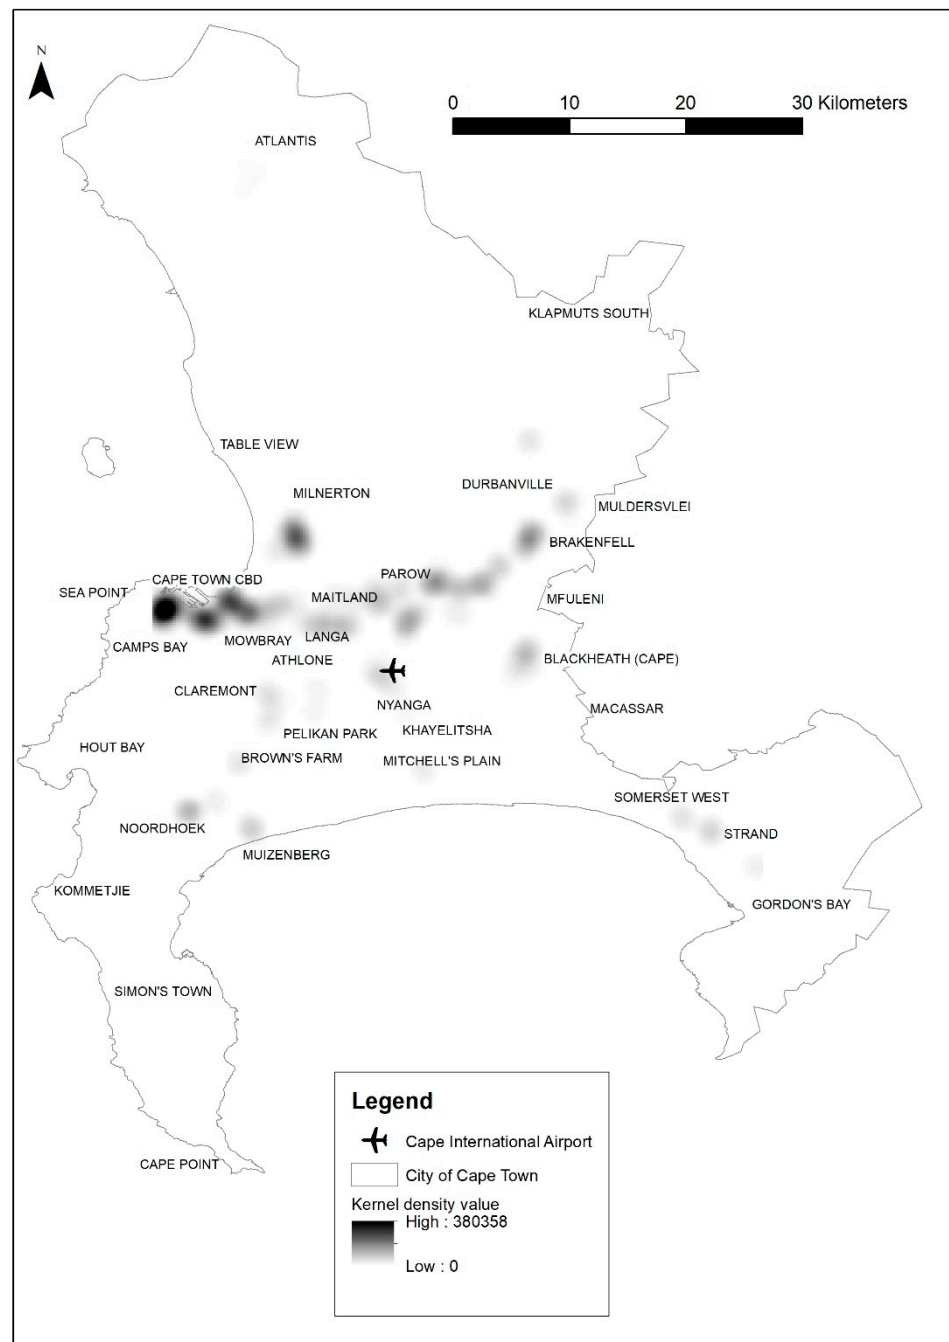 N
0 10 20 30 Kilometers
ATLANTIS
KLAPMUTS SOUTH
TABLE VIEW
DURBANVILLE
MILNERTON
MULDERSVLEI
BRAKENFELL
PAROW
CAPE TOWN CBD
SEA POINT
MAITLAND
MFULENI
MOWBRAY
LANGA
CAMPS BAY
ATHLONE
BLACKHEATH (CAPE)
CLAREMONT
NYANGA
MACASSAR
PELIKAN PARK
KHAYELITSHA
HOUT BAY
BROWN'S FARM
MITCHELL'S PLAIN
SOMERSET WEST
NOORDHOEK
STRAND
MUIZENBERG
KOMMETJIE
GORDON'S BAY
SIMON'S TOWN
CAPE POINT
Legend
Cape International Airport
City of Cape Town
Kernel density value
High : 380358
Low : 0